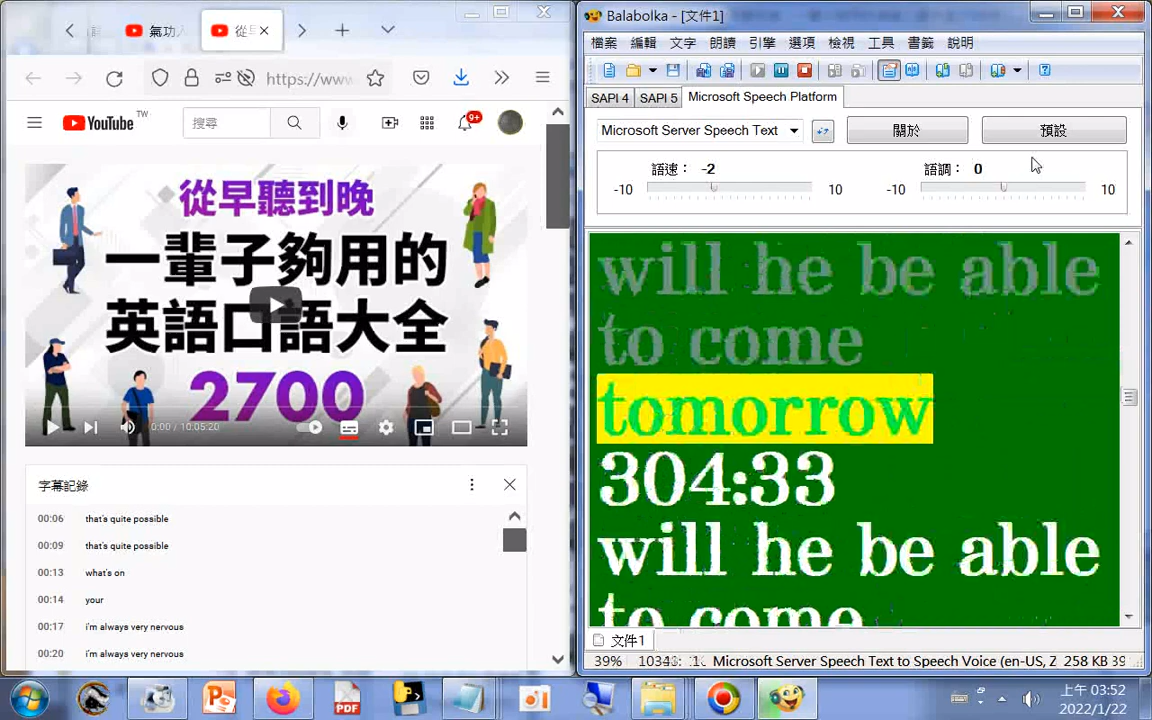 從
https://www.
YouTube TW
搜尋
9+
從早聽到晚
一輩子夠用的
英語口語大全
2700
0:00 / 10:05:20
字幕記錄
00:06 that's quite possible
00:09 that's quite possible
00:13 what's on
00:14 your
00:17 i'm always very nervous
00:20 i'm always very nervous
Balabolka - [文件1]
檔案 編輯 文字 朗讀 引擎 選項 檢視 工具 書籤 說明
SAPI 4 SAPI 5 Microsoft Speech Platform
Microsoft Server Speech Text 關於 預設
語速： -2 語調： 0
-10 10 -10 10
will he be able
to come
tomorrow
304:33
will he be able
to come
文件1
39% Microsoft Server Speech Text to Speech Voice (en-US, Z 258 KB
PDF
上午 03:52
2022/1/22